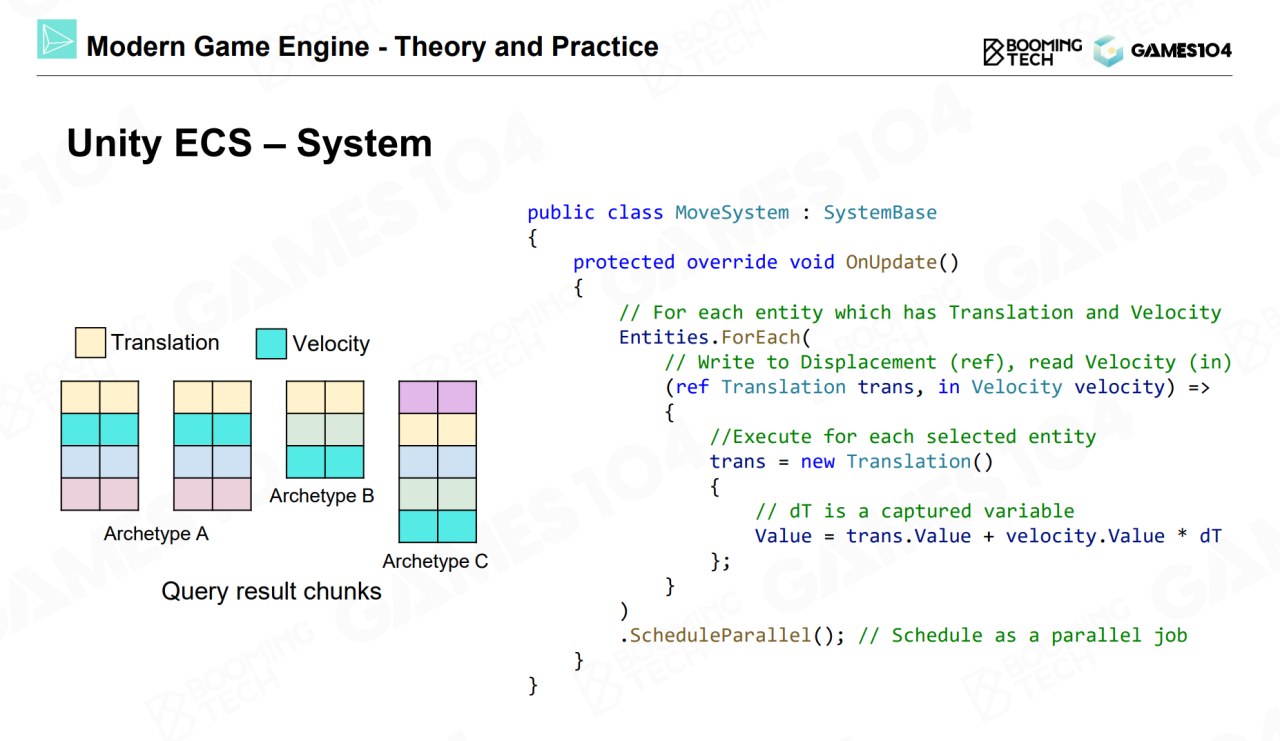 Modern Game Engine - Theory and Practice
BOOMING
TECH
GAMES104
Unity ECS – System
Translation
Velocity
Archetype A
Archetype B
Archetype C
Query result chunks
public class MoveSystem : SystemBase
{
protected override void OnUpdate()
{
// For each entity which has Translation and Velocity
Entities.ForEach(
// Write to Displacement (ref), read Velocity (in)
(ref Translation trans, in Velocity velocity) =>
{
//Execute for each selected entity
trans = new Translation()
{
// dT is a captured variable
Value = trans.Value + velocity.Value * dT
};
}
)
.ScheduleParallel(); // Schedule as a parallel job
}
}